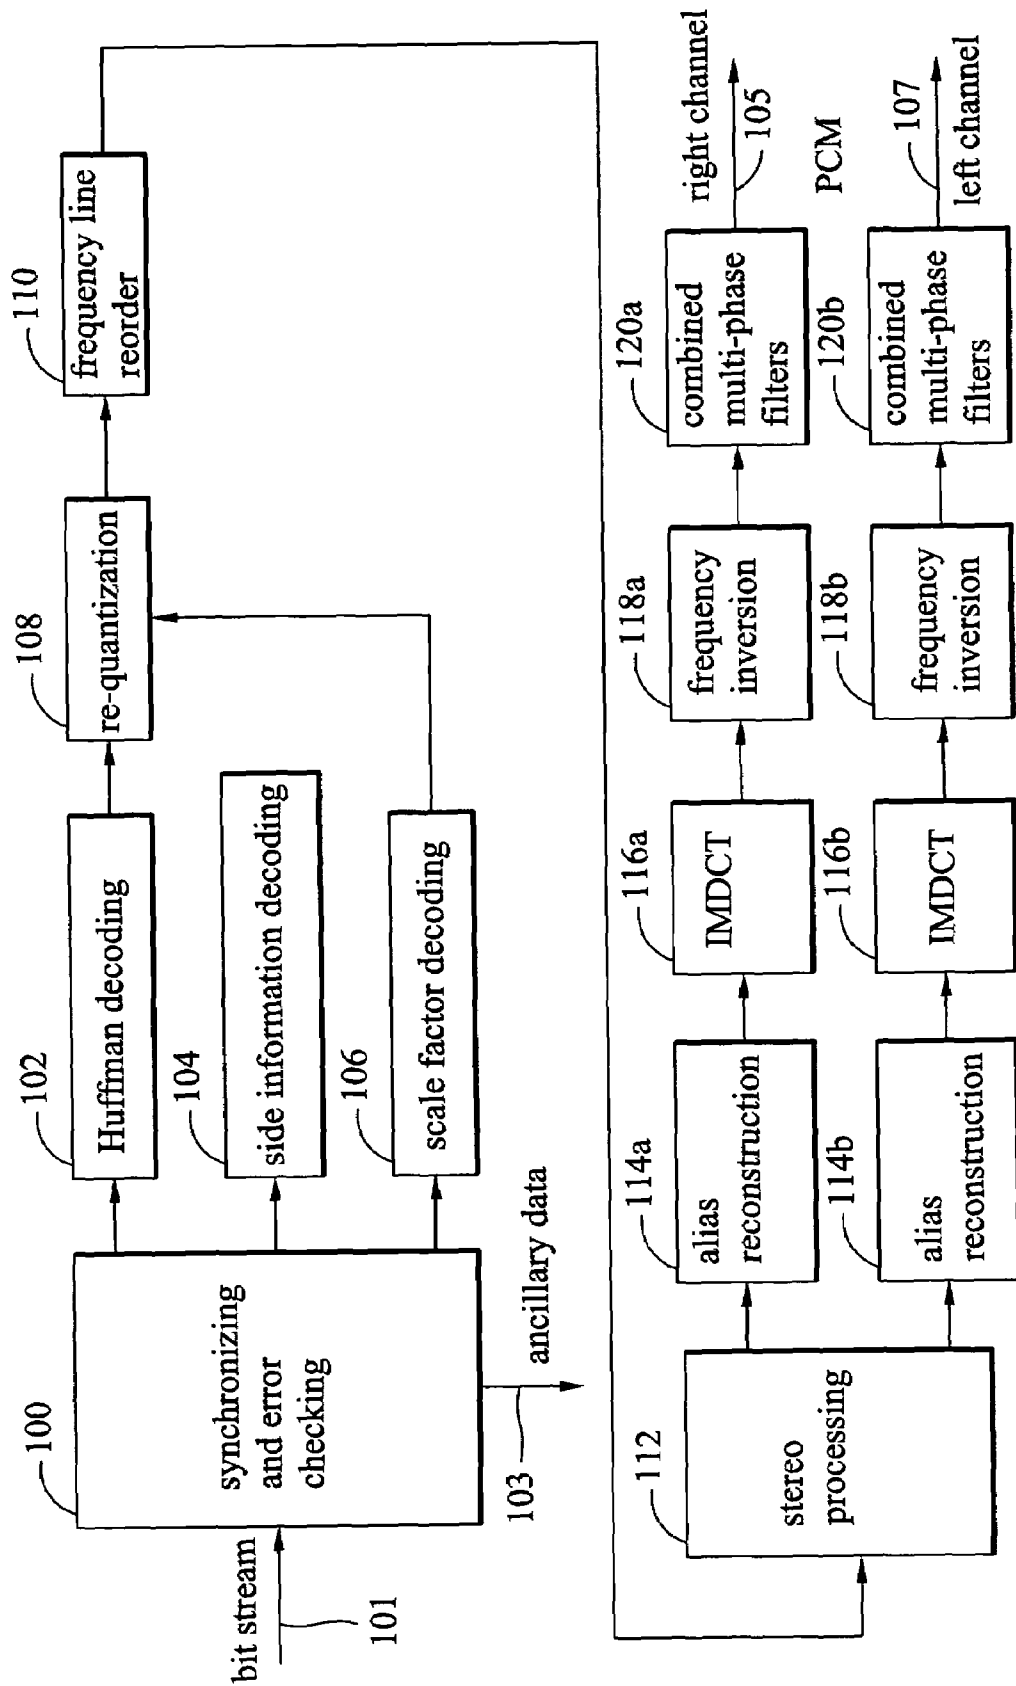 bit stream
101
100
synchronizing
and error
checking
103
ancillary data
102
Huffman decoding
104
side information decoding
106
scale factor decoding
108
re-quantization
110
frequency line
reorder
112
stereo
processing
114a
alias
reconstruction
116a
IMDCT
118a
frequency
inversion
120a
combined
multi-phase
filters
right channel
105
PCM
114b
alias
reconstruction
116b
IMDCT
118b
frequency
inversion
120b
combined
multi-phase
filters
107
left channel